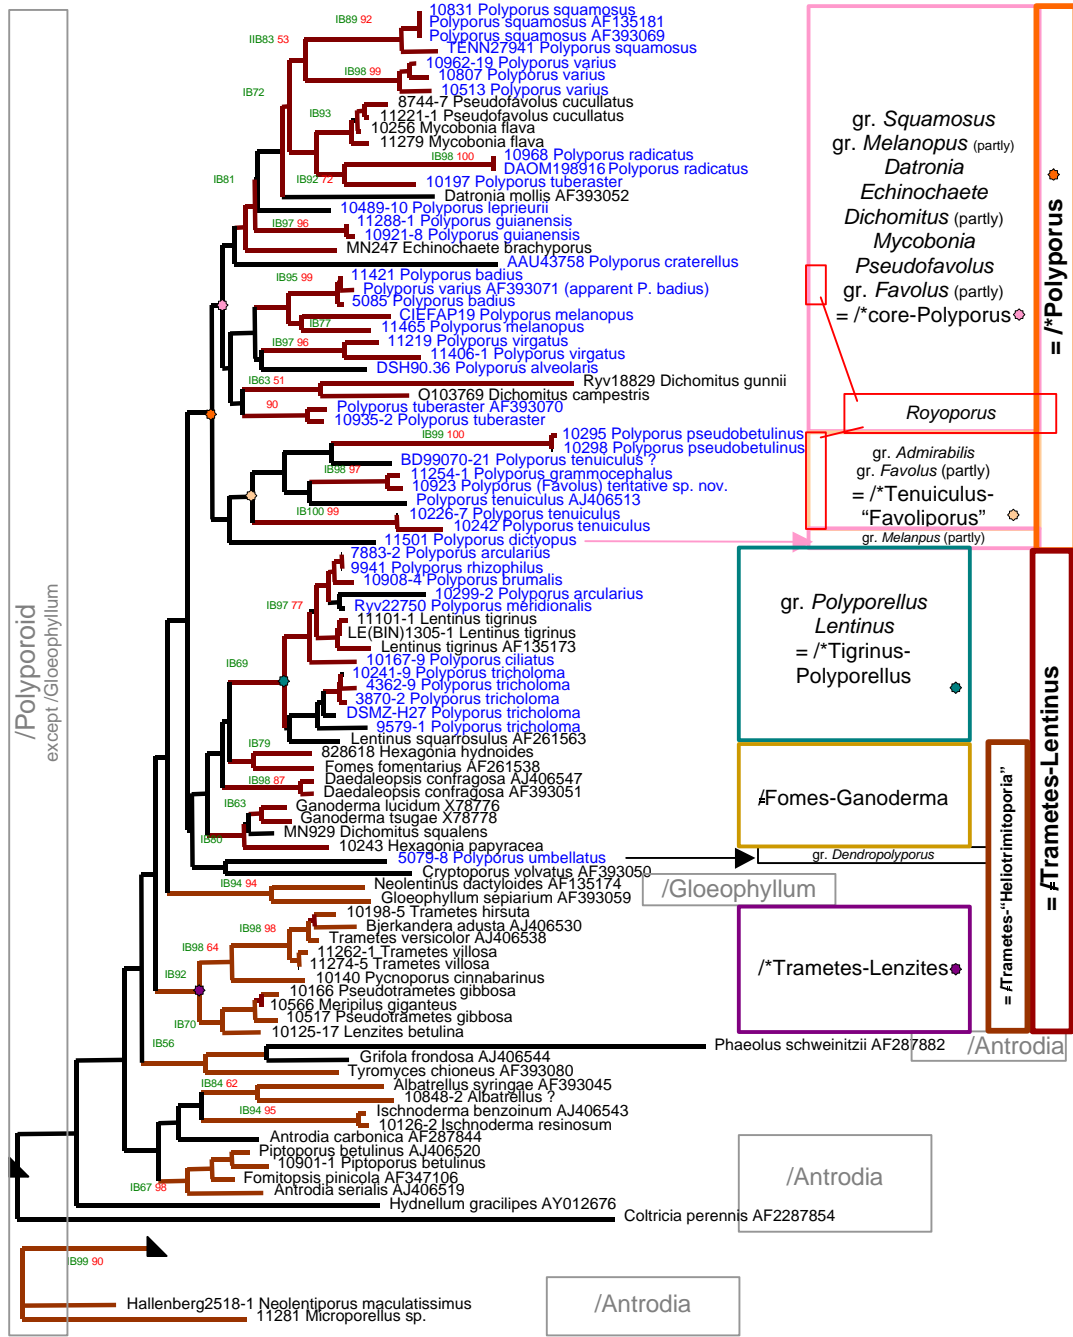 10831 Polyporus squamosus
IB89 92
Polyporus squamosus AF135181
Polyporus squamosus AF393069
IIB83 53
TENN27941 Polyporus squamosus
10962-19 Polyporus varius
IB98 99
10807 Polyporus varius
10513 Polyporus varius
IB72
8744-7 Pseudofavolus cucullatus
IB93
11221-1 Pseudofavolus cucullatus
10256 Mycobonia flava
11279 Mycobonia flava
IB98 100
10968 Polyporus radicatus
DAOM198916 Polyporus radicatus
IB81
IB92 72
10197 Polyporus tuberaster
Datronia mollis AF393052
10489-10 Polyporus leprieurii
11288-1 Polyporus guianensis
IB97 96
10921-8 Polyporus guianensis
MN247 Echinochaete brachyporus
AAU43758 Polyporus craterellus
IB95 99
11421 Polyporus badius
Polyporus varius AF393071 (apparent P. badius)
5085 Polyporus badius
CIEFAP19 Polyporus melanopus
IB77
11465 Polyporus melanopus
IB97 96
11219 Polyporus virgatus
11406-1 Polyporus virgatus
DSH90.36 Polyporus alveolaris
IB63 51
Ryv18829 Dichomitus gunnii
O103769 Dichomitus campestris
90
Polyporus tuberaster AF393070
10935-2 Polyporus tuberaster
IB99 100
10295 Polyporus pseudobetulinus
10298 Polyporus pseudobetulinus
BD99070-21 Polyporus tenuiculus ?
IB98 97
11254-1 Polyporus grammocephalus
10923 Polyporus (Favolus) tentative sp. nov.
Polyporus tenuiculus AJ406513
IB100 99
10226-7 Polyporus tenuiculus
10242 Polyporus tenuiculus
11501 Polyporus dictyopus
7883-2 Polyporus arcularius
9941 Polyporus rhizophilus
10908-4 Polyporus brumalis
10299-2 Polyporus arcularius
IB97 77
Ryv22750 Polyporus meridionalis
11101-1 Lentinus tigrinus
LE(BIN)1305-1 Lentinus tigrinus
Lentinus tigrinus AF135173
10167-9 Polyporus ciliatus
IB69
10241-9 Polyporus tricholoma
4362-9 Polyporus tricholoma
3870-2 Polyporus tricholoma
DSMZ-H27 Polyporus tricholoma
9579-1 Polyporus tricholoma
Lentinus squarrosulus AF261563
IB79
828618 Hexagonia hydnoides
Fomes fomentarius AF261538
IB98 87
Daedaleopsis confragosa AJ406547
Daedaleopsis confragosa AF393051
IB63
Ganoderma lucidum X78776
Ganoderma tsugae X78778
MN929 Dichomitus squalens
IB80
10243 Hexagonia papyracea
5079-8 Polyporus umbellatus
Cryptoporus volvatus AF393050
IB94 94
Neolentinus dactyloides AF135174
Gloeophyllum sepiarium AF393059
10198-5 Trametes hirsuta
IB98 98
Bjerkandera adusta AJ406530
Trametes versicolor AJ406538
IB98 64
11262-1 Trametes villosa
11274-5 Trametes villosa
IB92
10140 Pycnoporus cinnabarinus
10166 Pseudotrametes gibbosa
10566 Meripilus giganteus
IB70
10517 Pseudotrametes gibbosa
10125-17 Lenzites betulina
IB56
Phaeolus schweinitzii AF287882
Grifola frondosa AJ406544
Tyromyces chioneus AF393080
IB84 62
Albatrellus syringae AF393045
10848-2 Albatrellus ?
IB94 95
Ischnoderma benzoinum AJ406543
10126-2 Ischnoderma resinosum
Antrodia carbonica AF287844
Piptoporus betulinus AJ406520
10901-1 Piptoporus betulinus
Fomitopsis pinicola AF347106
IB67 98
Antrodia serialis AJ406519
Hydnellum gracilipes AY012676
Coltricia perennis AF2287854
IB99 90
Hallenberg2518-1 Neolentiporus maculatissimus
11281 Microporellus sp.
/Polyporoid
except /Gloeophyllum
gr. Squamosus
gr. Melanopus (partly)
Datronia
Echinochaete
Dichomitus (partly)
Mycobonia
Pseudofavolus
gr. Favolus (partly)
= /*core-Polyporus
= /*Polyporus
Royoporus
gr. Admirabilis
gr. Favolus (partly)
= /*Tenuiculus-
“Favoliporus”
gr. Melanpus (partly)
gr. Polyporellus
Lentinus
= /*Tigrinus-
Polyporellus
/Fomes-Ganoderma
gr. Dendropolyporus
/Gloeophyllum
/*Trametes-Lenzites
= /Trametes-“Heliotrimitoporia”
= /Trametes-Lentinus
/Antrodia
/Antrodia
/Antrodia